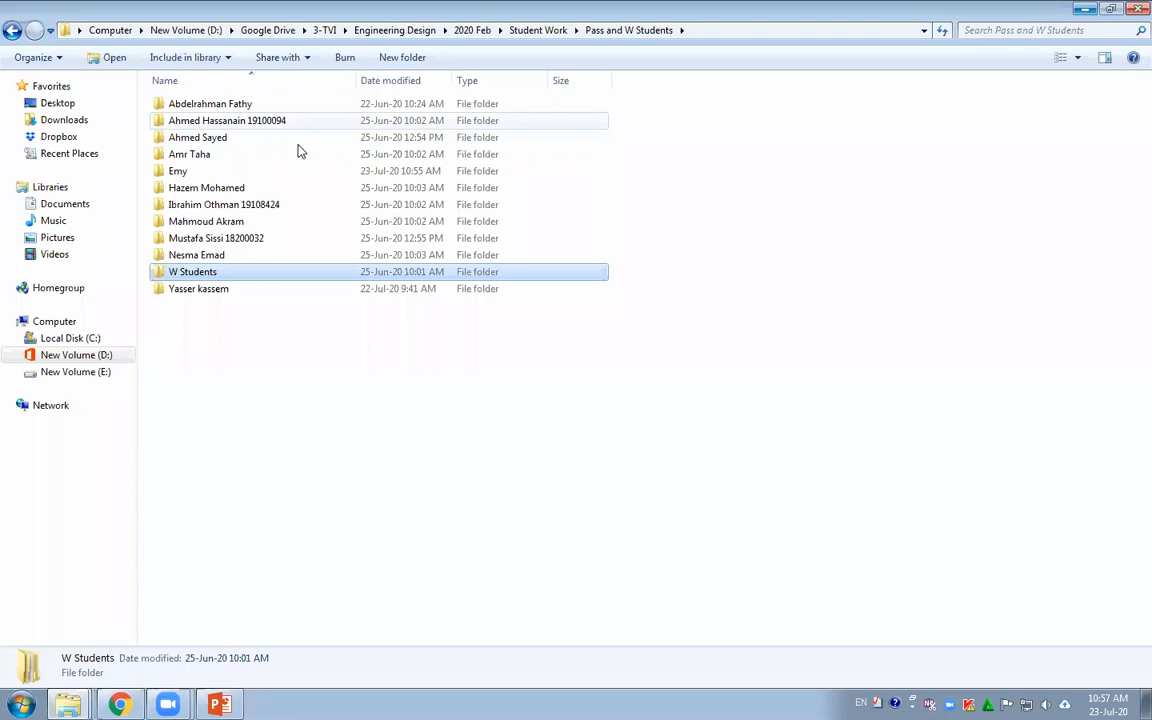 Computer New Volume (D:) Google Drive 3-TVI Engineering Design 2020 Feb Student Work Pass and W Students Search Pass and W Students
Organize Open Include in library Share with Burn New folder
Name Date modified Type Size
Favorites
Desktop
Downloads
Dropbox
Recent Places
Libraries
Documents
Music
Pictures
Videos
Homegroup
Computer
Local Disk (C:)
New Volume (D:)
New Volume (E:)
Network
Abdelrahman Fathy 22-Jun-20 10:24 AM File folder
Ahmed Hassanain 19100094 25-Jun-20 10:02 AM File folder
Ahmed Sayed 25-Jun-20 12:54 PM File folder
Amr Taha 25-Jun-20 10:02 AM File folder
Emy 23-Jul-20 10:55 AM File folder
Hazem Mohamed 25-Jun-20 10:03 AM File folder
Ibrahim Othman 19108424 25-Jun-20 10:02 AM File folder
Mahmoud Akram 25-Jun-20 10:02 AM File folder
Mustafa Sissi 18200032 25-Jun-20 12:55 PM File folder
Nesma Emad 25-Jun-20 10:03 AM File folder
W Students 25-Jun-20 10:01 AM File folder
Yasser kassem 22-Jul-20 9:41 AM File folder
W Students Date modified: 25-Jun-20 10:01 AM
File folder
EN 10:57 AM
23-Jul-20